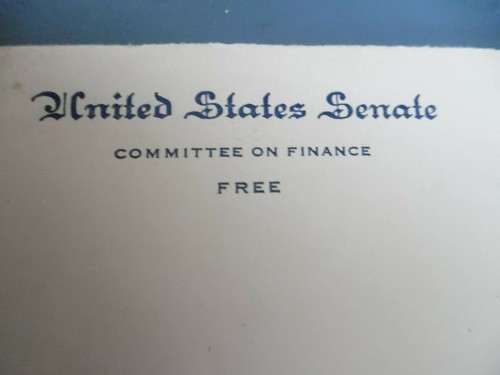 United States Senate
COMMITTEE ON FINANCE
FREE